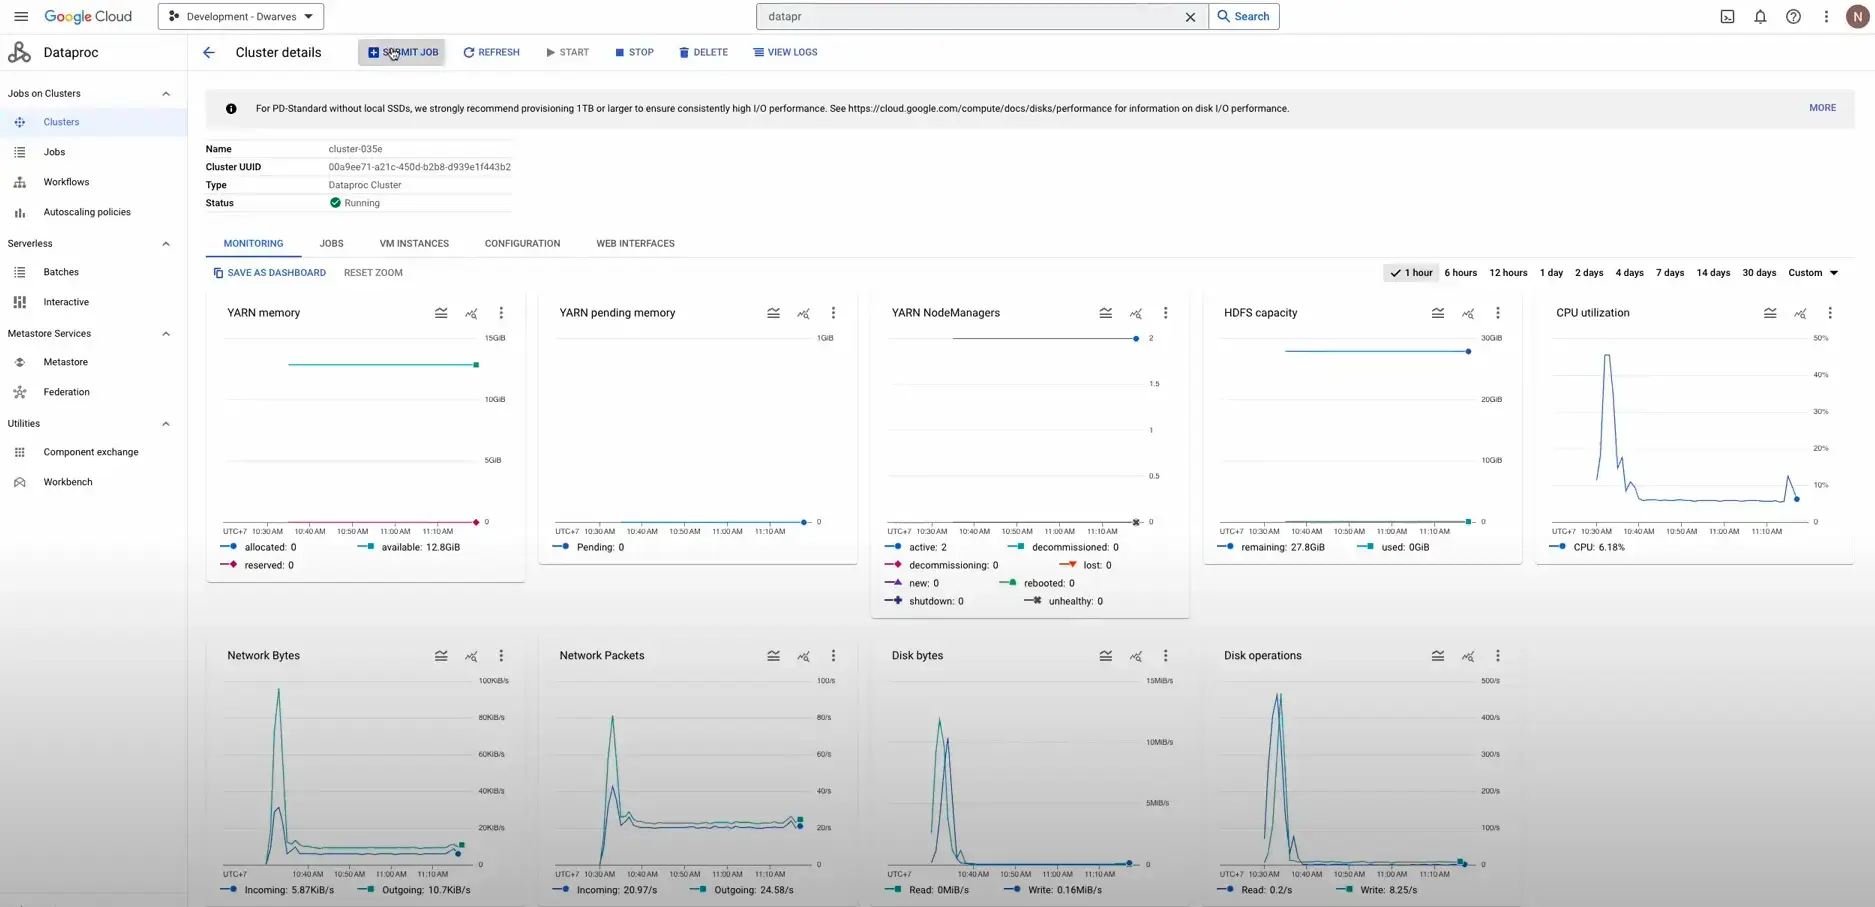 Google Cloud
Development - Dwarves
datapr
Search
N
Dataproc
Cluster details
SUBMIT JOB
REFRESH
START
STOP
DELETE
VIEW LOGS
Jobs on Clusters
Clusters
Jobs
Workflows
Autoscaling policies
Serverless
Batches
Interactive
Metastore Services
Metastore
Federation
Utilities
Component exchange
Workbench
For PD-Standard without local SSDs, we strongly recommend provisioning 1TB or larger to ensure consistently high I/O performance. See https://cloud.google.com/compute/docs/disks/performance for information on disk I/O performance.
MORE
Name cluster-035e
Cluster UUID 00a9ee71-a21c-450d-b2b8-d939e1f443b2
Type Dataproc Cluster
Status Running
MONITORING JOBS VM INSTANCES CONFIGURATION WEB INTERFACES
SAVE AS DASHBOARD RESET ZOOM
1 hour 6 hours 12 hours 1 day 2 days 4 days 7 days 14 days 30 days Custom
YARN memory
15GiB
10GiB
5GiB
0
UTC+7 10:30 AM 10:40 AM 10:50 AM 11:00 AM 11:10 AM
allocated: 0 available: 12.8GiB
reserved: 0
YARN pending memory
1GiB
0
UTC+7 10:30 AM 10:40 AM 10:50 AM 11:00 AM 11:10 AM
Pending: 0
YARN NodeManagers
2
1.5
1
0.5
0
UTC+7 10:30 AM 10:40 AM 10:50 AM 11:00 AM 11:10 AM
active: 2 decommissioned: 0
decommissioning: 0 lost: 0
new: 0 rebooted: 0
shutdown: 0 unhealthy: 0
HDFS capacity
30GiB
20GiB
10GiB
0
UTC+7 10:30 AM 10:40 AM 10:50 AM 11:00 AM 11:10 AM
remaining: 27.8GiB used: 0GiB
CPU utilization
50%
40%
30%
20%
10%
0
UTC+7 10:30 AM 10:40 AM 10:50 AM 11:00 AM 11:10 AM
CPU: 6.18%
Network Bytes
100KiB/s
80KiB/s
60KiB/s
40KiB/s
20KiB/s
0
UTC+7 10:40 AM 10:50 AM 11:00 AM 11:10 AM
Incoming: 5.87KiB/s Outgoing: 10.7KiB/s
Network Packets
100/s
80/s
60/s
40/s
20/s
0
UTC+7 10:30 AM 10:40 AM 10:50 AM 11:00 AM 11:10 AM
Incoming: 20.97/s Outgoing: 24.58/s
Disk bytes
15MiB/s
10MiB/s
5MiB/s
0
UTC+7 10:40 AM 10:50 AM 11:00 AM 11:10 AM
Read: 0MiB/s Write: 0.16MiB/s
Disk operations
500/s
400/s
300/s
200/s
100/s
0
UTC+7 10:30 AM 10:40 AM 10:50 AM 11:00 AM 11:10 AM
Read: 0.2/s Write: 8.25/s